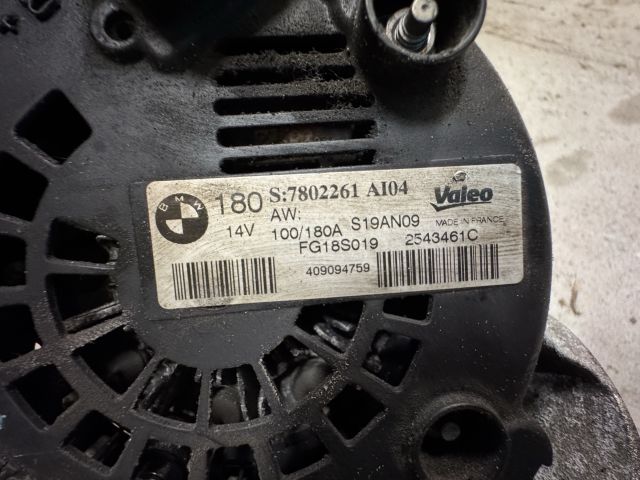 BMW 180 S:7802261 AI04 Valeo
AW:
14V 100/180A S19AN09 MADE IN FRANCE
FG18S019 2543461C
409094759